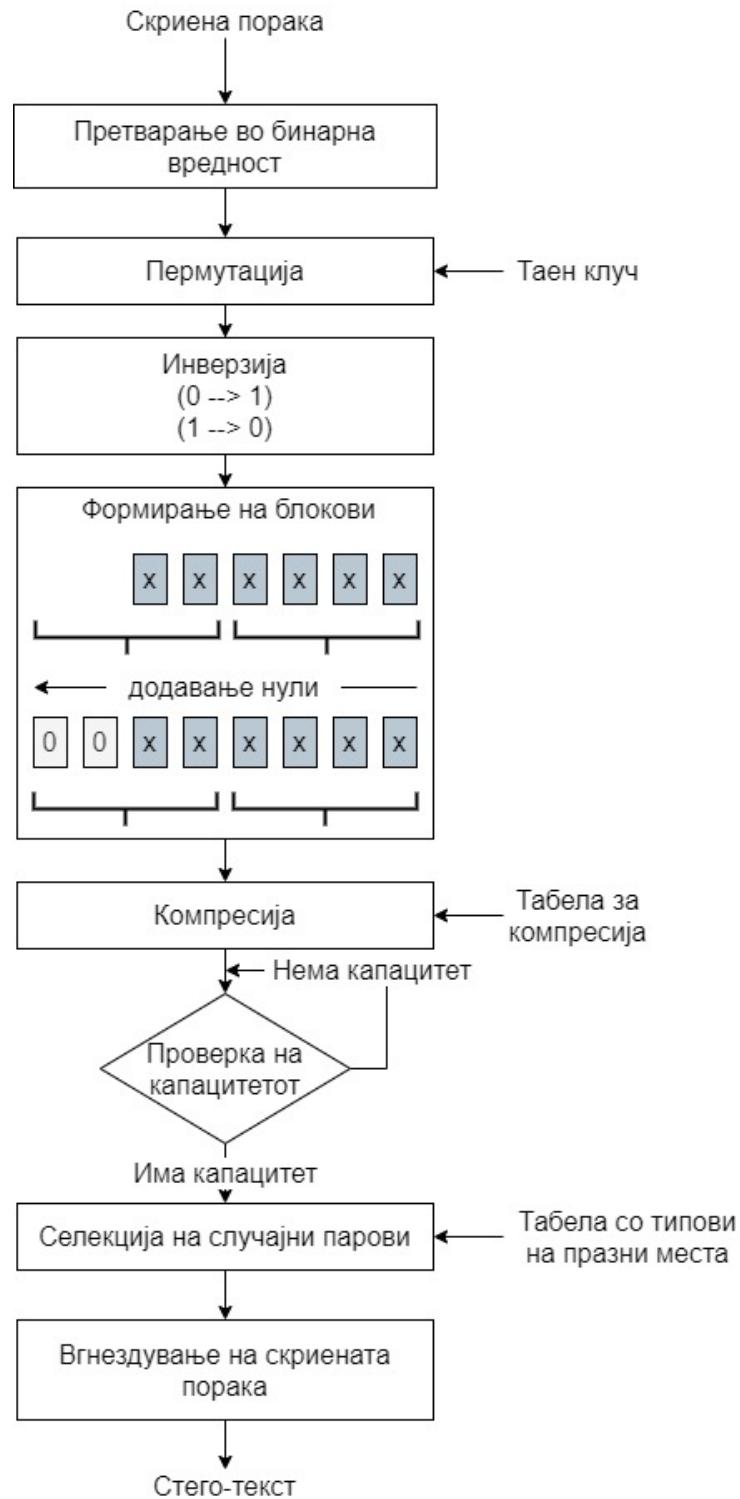 Скриена порака
Претварање во бинарна
вредност
Пермутација
Таен клуч
Инверзија
(0 --> 1)
(1 --> 0)
Формирање на блокови
x x x x x x
додавање нули
0 0 x x x x x x
Компресија
Табела за
компресија
Нема капацитет
Проверка на
капацитетот
Има капацитет
Селекција на случајни парови
Табела со типови
на празни места
Вгнездување на скриената
порака
Стего-текст